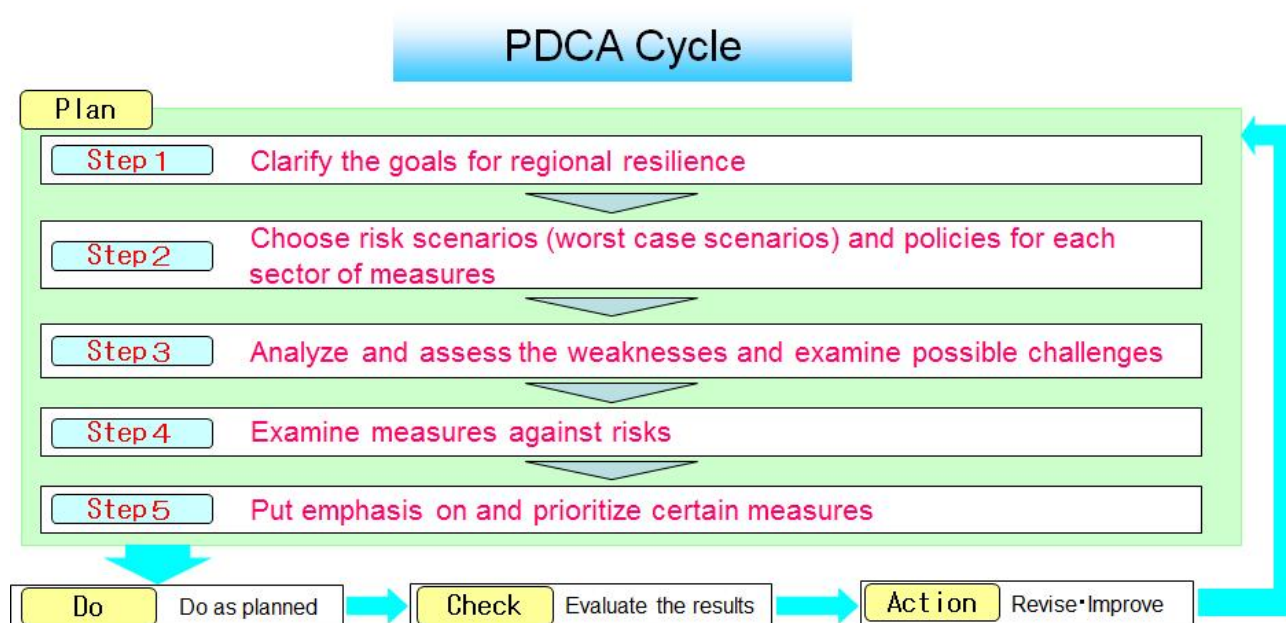 PDCA Cycle
Plan
Step 1 Clarify the goals for regional resilience
Step 2 Choose risk scenarios (worst case scenarios) and policies for each
sector of measures
Step 3 Analyze and assess the weaknesses and examine possible challenges
Step 4 Examine measures against risks
Step 5 Put emphasis on and prioritize certain measures
Do Do as planned Check Evaluate the results Action Revise・Improve